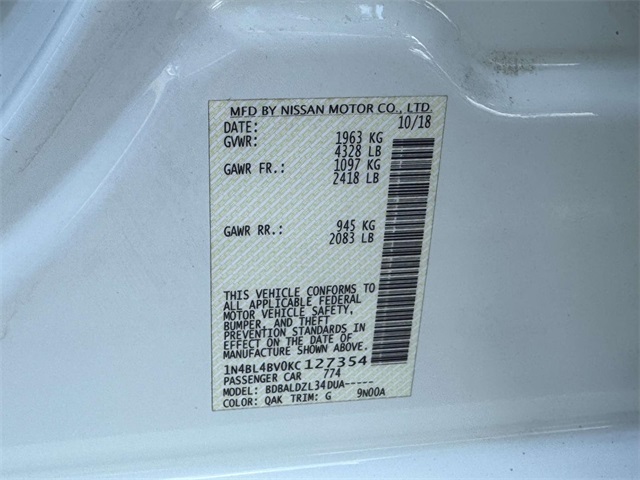 MFD BY NISSAN MOTOR CO., LTD.
DATE: 10/18
GVWR: 1963 KG
4328 LB
GAWR FR.: 1097 KG
2418 LB
GAWR RR.: 945 KG
2083 LB
THIS VEHICLE CONFORMS TO
ALL APPLICABLE FEDERAL
MOTOR VEHICLE SAFETY,
BUMPER, AND THEFT
PREVENTION STANDARDS IN
EFFECT ON THE DATE OF
MANUFACTURE SHOWN ABOVE.
1N4BL4BV0KC127354
PASSENGER CAR 774
MODEL: BDBALDZL34DUA-----
COLOR: QAK TRIM: G 9N00A